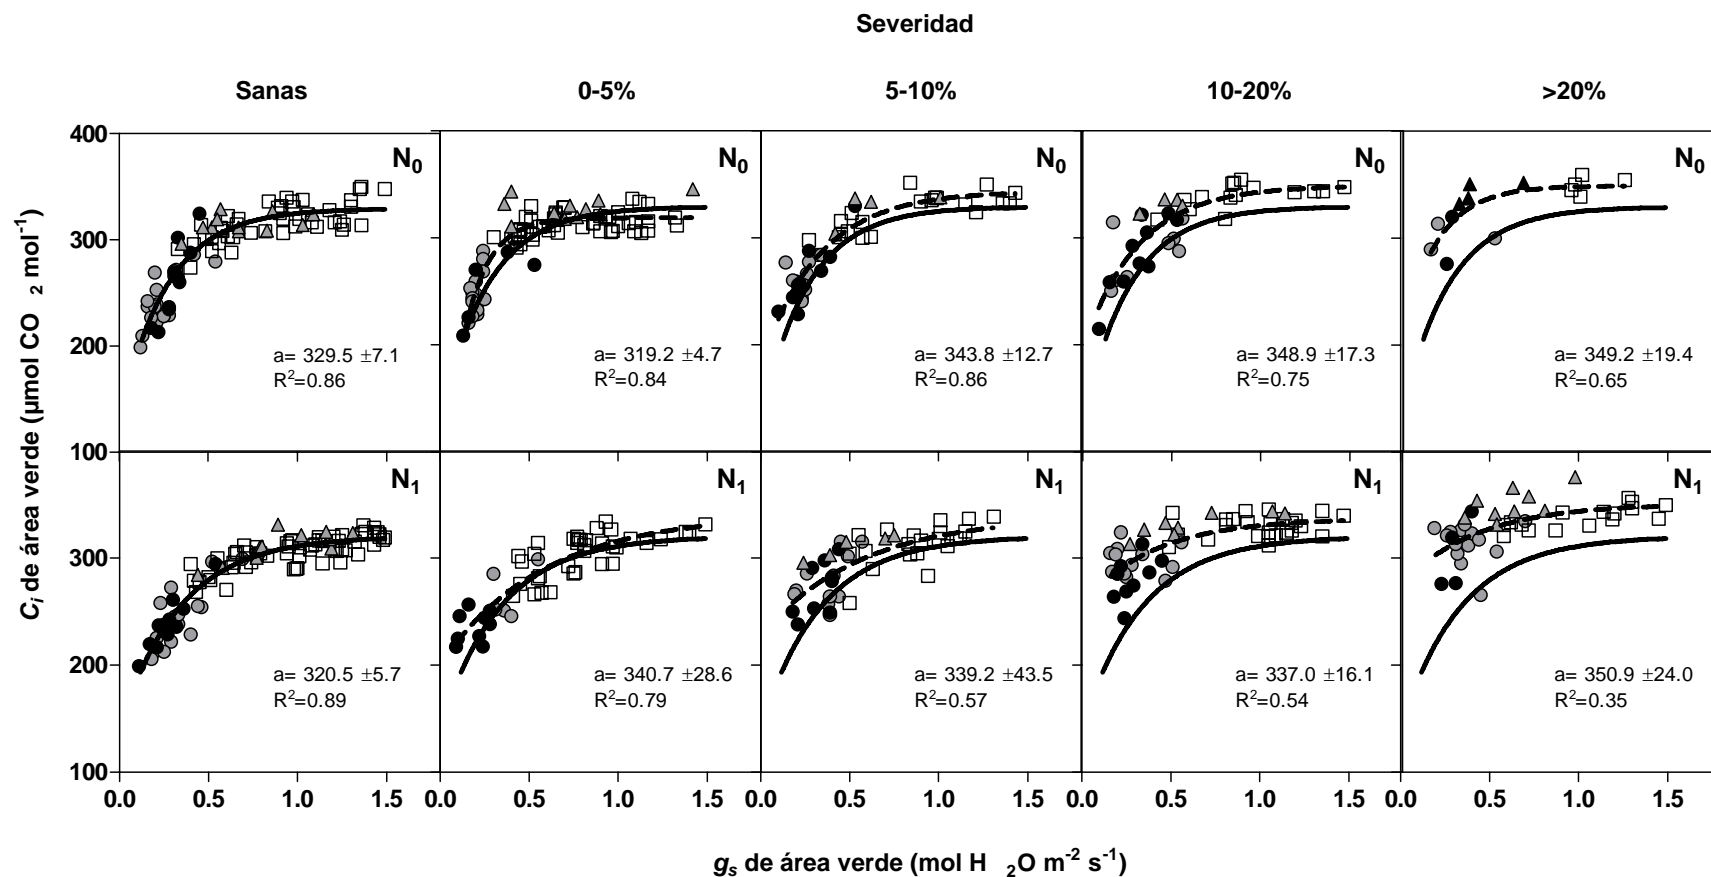 Severidad
Sanas 0-5% 5-10% 10-20% >20%
400
N0 N0 N0 N0 N0
300
200
a= 329.5 ±7.1 a= 319.2 ±4.7 a= 343.8 ±12.7 a= 348.9 ±17.3 a= 349.2 ±19.4
R2=0.86 R2=0.84 R2=0.86 R2=0.75 R2=0.65
100
N1 N1 N1 N1 N1
300
200
a= 320.5 ±5.7 a= 340.7 ±28.6 a= 339.2 ±43.5 a= 337.0 ±16.1 a= 350.9 ±24.0
R2=0.89 R2=0.79 R2=0.57 R2=0.54 R2=0.35
100
0.0 0.5 1.0 1.5 0.0 0.5 1.0 1.5 0.0 0.5 1.0 1.5 0.0 0.5 1.0 1.5 0.0 0.5 1.0 1.5
Ci de área verde (µmol CO 2 mol-1)
gs de área verde (mol H 2O m-2 s-1)